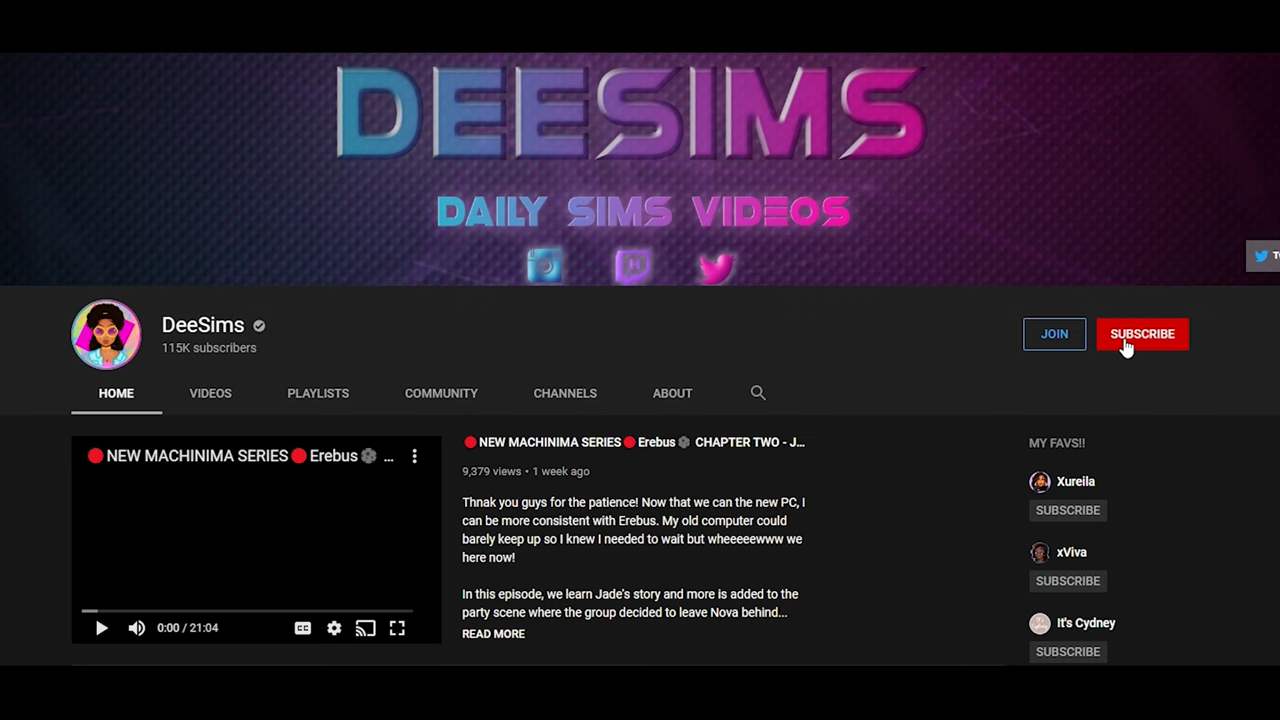 DEESIMS
DAILY SIMS VIDEOS
DeeSims
115K subscribers
JOIN
SUBSCRIBE
HOME
VIDEOS
PLAYLISTS
COMMUNITY
CHANNELS
ABOUT
NEW MACHINIMA SERIES Erebus ...
0:00 / 21:04
NEW MACHINIMA SERIES Erebus CHAPTER TWO - J...
9,379 views • 1 week ago
Thnak you guys for the patience! Now that we can the new PC, I
can be more consistent with Erebus. My old computer could
barely keep up so I knew I needed to wait but wheeeeewww we
here now!
In this episode, we learn Jade's story and more is added to the
party scene where the group decided to leave Nova behind...
READ MORE
MY FAVS!!
Xureila
SUBSCRIBE
xViva
SUBSCRIBE
It's Cydney
SUBSCRIBE